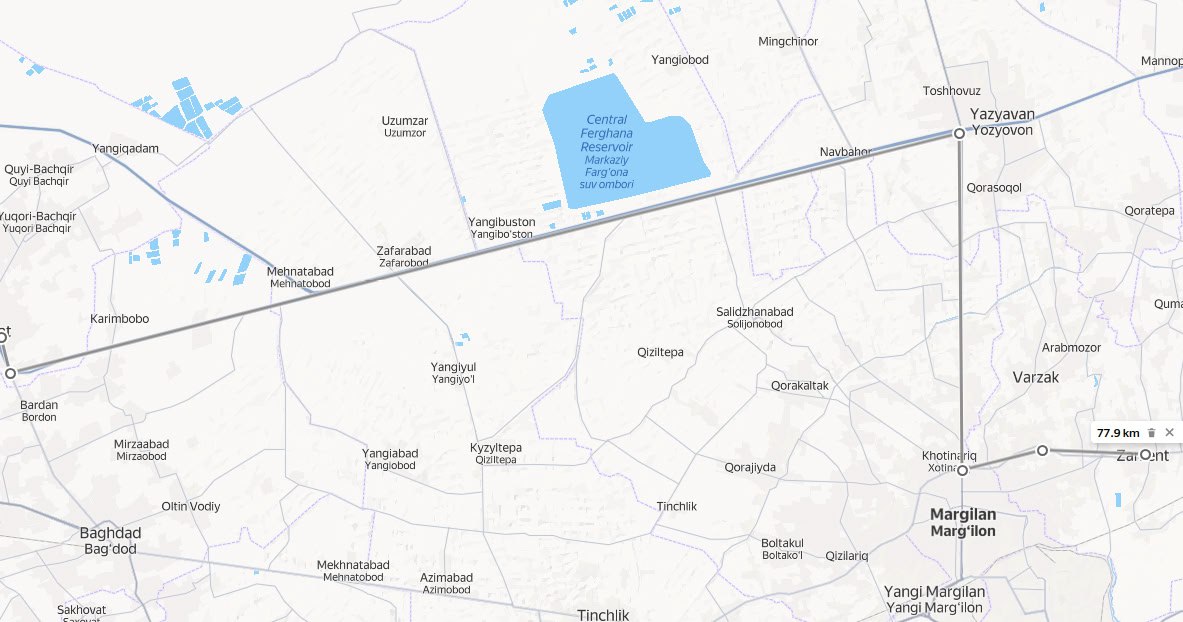 Mingchinor
Mannop
Yangiobod
Toshhovuz
Yazyavan
Yozyovon
Uzumzar
Uzumzor
Central
Ferghana
Reservoir
Markaziy
Farg'ona
suv ombori
Yangiqadam
Navbahor
Quyi-Bachqir
Quyi Bachqir
Qorasoqol
Yuqori-Bachqir
Yuqori Bachqir
Qoratepa
Yangibuston
Yangibo'ston
Zafarabad
Zafarobod
Mehnatabad
Mehnatobod
Karimbobo
Salidzhanabad
Solijonobod
Quma
st
Arabmozor
Qiziltepa
Yangiyul
Yangiyo'l
Varzak
Qorakaltak
Bardan
Bordon
77.9 km
Mirzaabad
Mirzaobod
Kyzyltepa
Qiziltepa
Yangiabad
Yangiobod
Khotinariq
Xotina
Qorajiyda
Oltin Vodiy
Tinchlik
Margilan
Marg‘ilon
Baghdad
Bag‘dod
Boltakul
Boltako'l
Qizilariq
Mekhnatabad
Mehnatobod
Azimabad
Azimobod
Yangi Margilan
Yangi Marg‘ilon
Sakhovat
Saxovat
Tinchlik